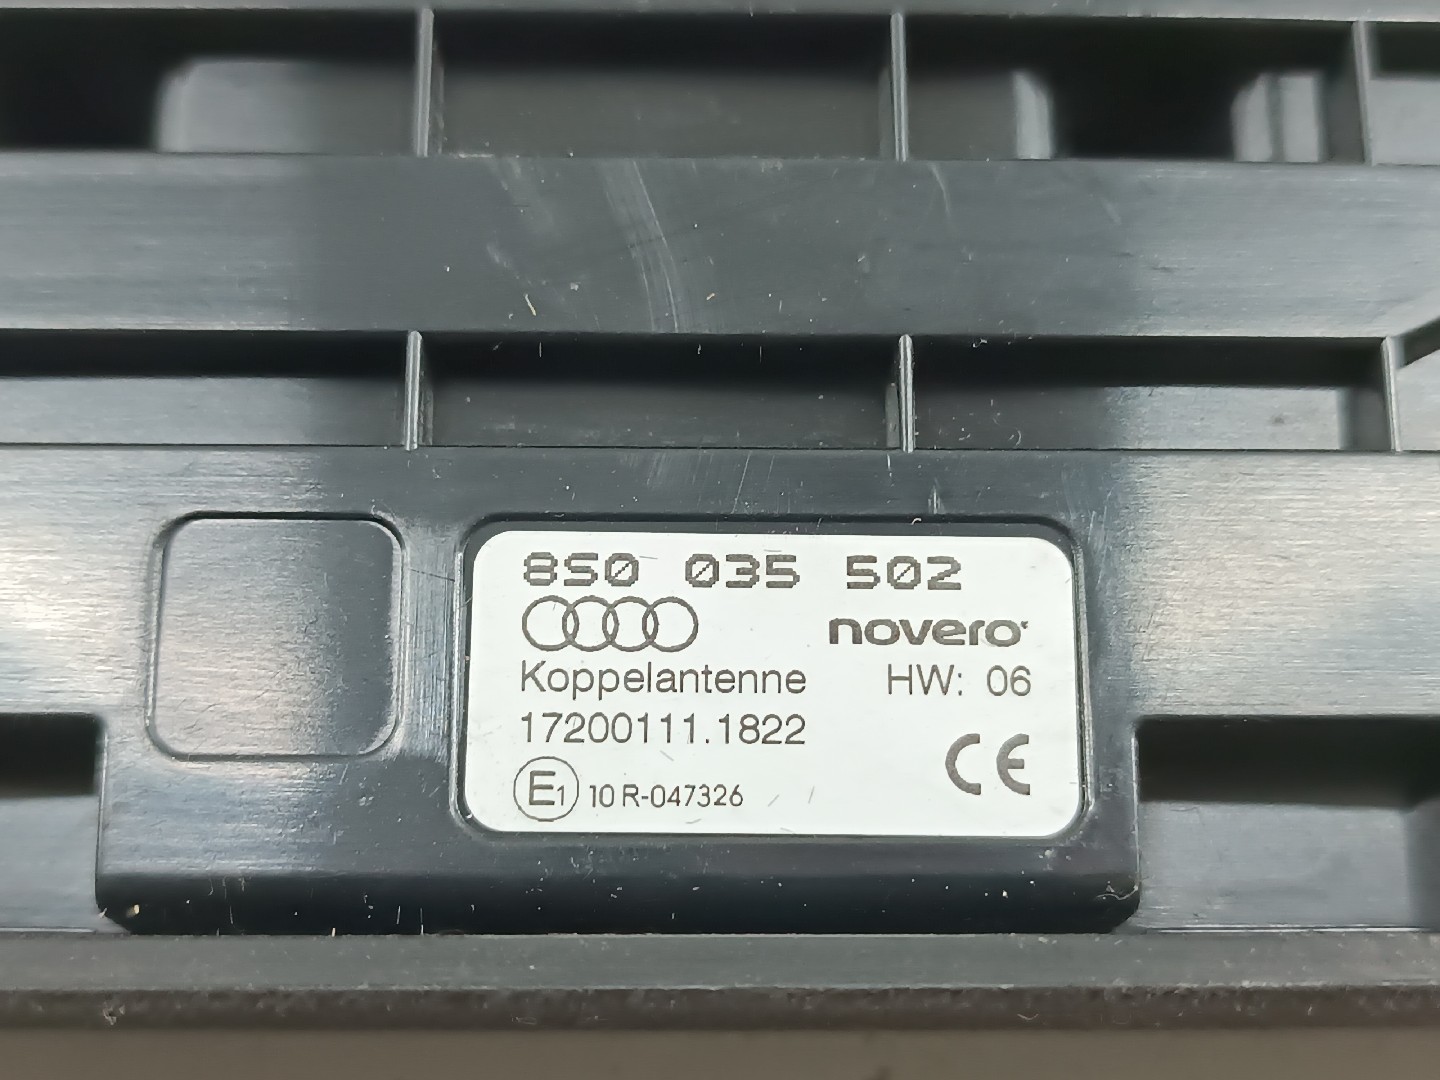 8S0 035 502
novero
Koppelantenne HW: 06
17200111.1822
CE
E1 10 R-047326